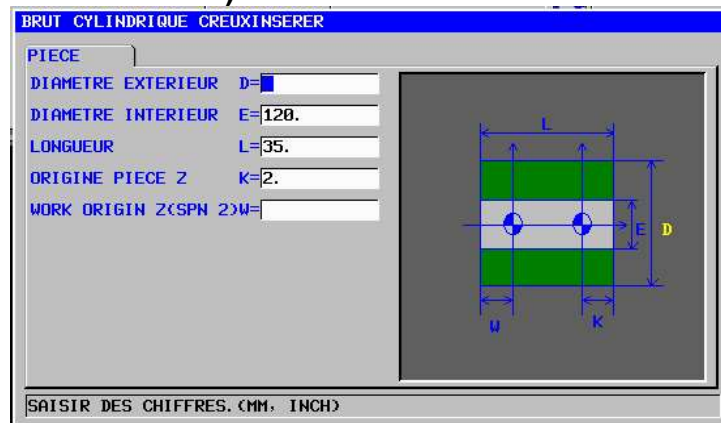 BRUT CYLINDRIQUE CREUXINSERER
PIECE
DIAMETRE EXTERIEUR D=
DIAMETRE INTERIEUR E=120.
LONGUEUR L=35.
ORIGINE PIECE Z K=2.
WORK ORIGIN Z(SPN 2)W=
L
E D
W K
SAISIR DES CHIFFRES.(MM, INCH)